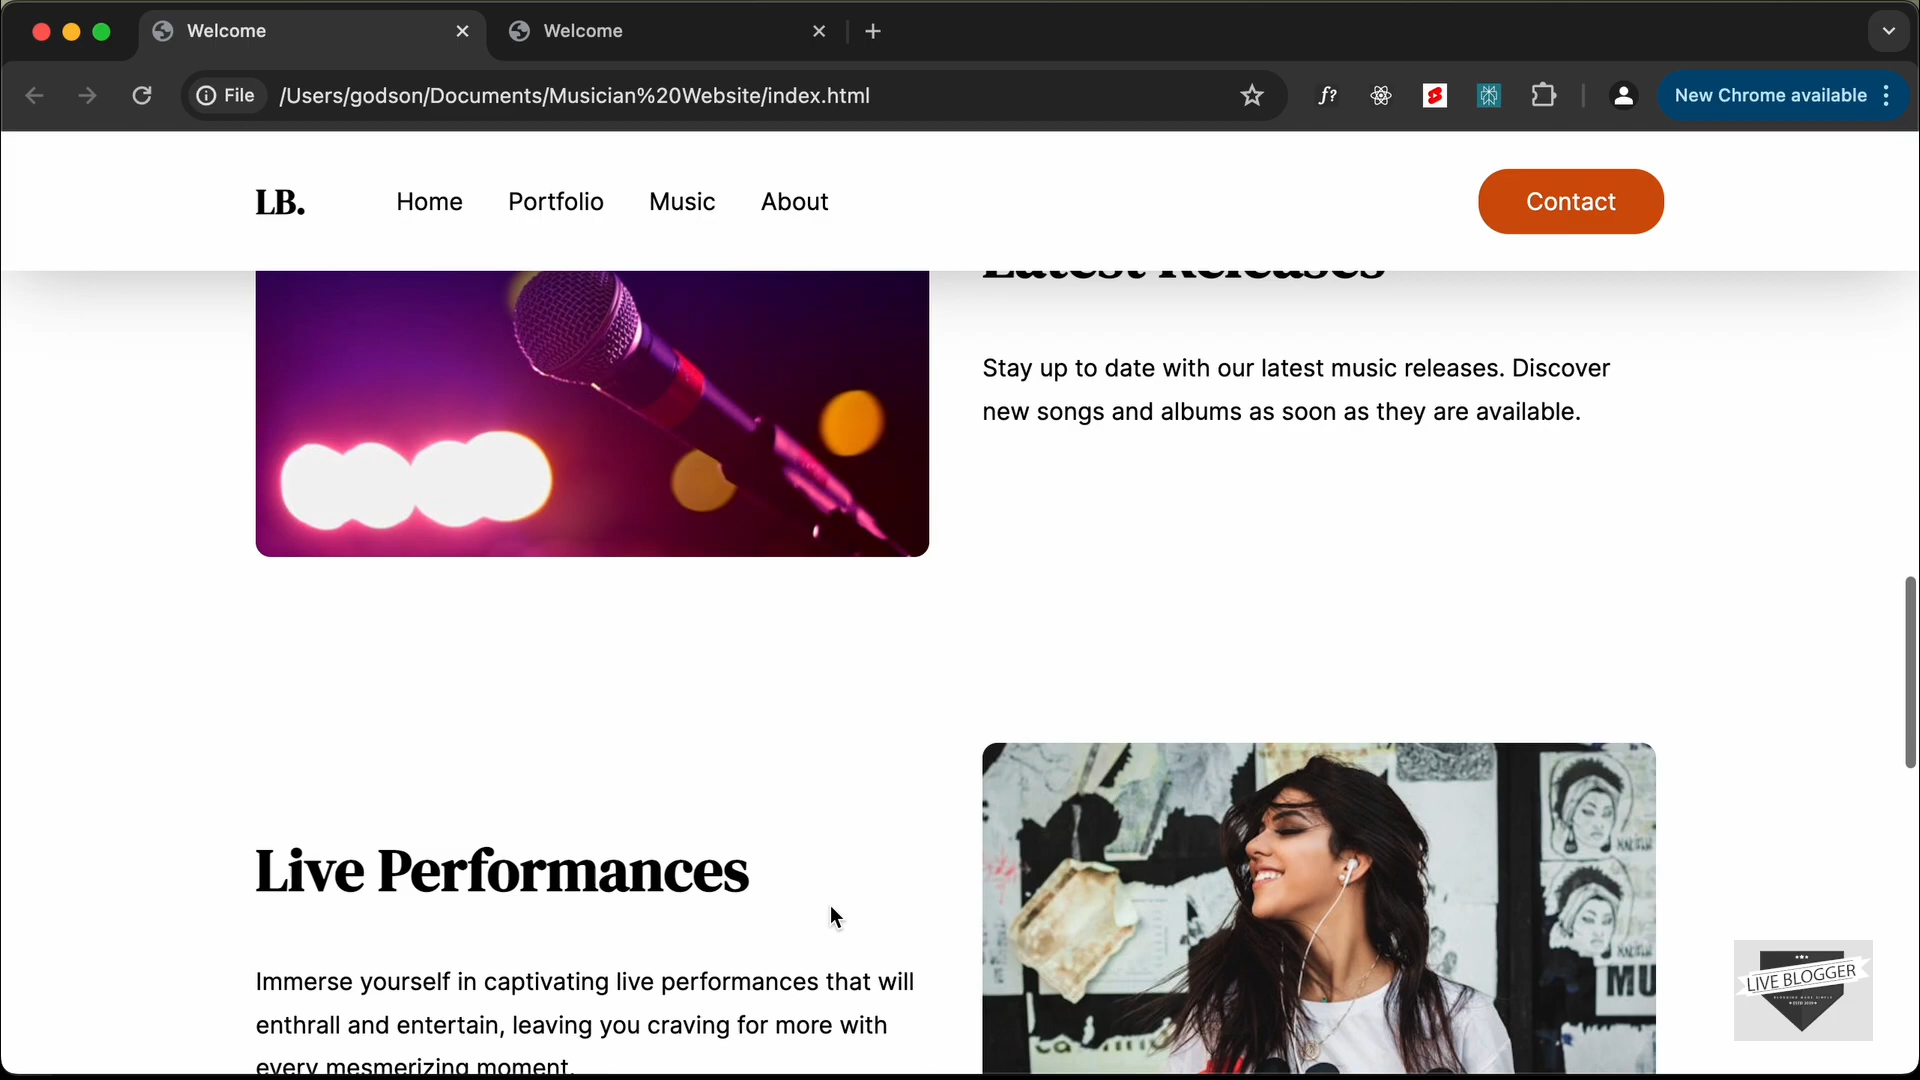 Welcome
Welcome
File
/Users/godson/Documents/Musician%20Website/index.html
f?
New Chrome available
LB.
Home
Portfolio
Music
About
Contact
Latest Releases
Stay up to date with our latest music releases. Discover
new songs and albums as soon as they are available.
Live Performances
Immerse yourself in captivating live performances that will
enthrall and entertain, leaving you craving for more with
every mesmerizing moment.
MU
LIVE BLOGGER